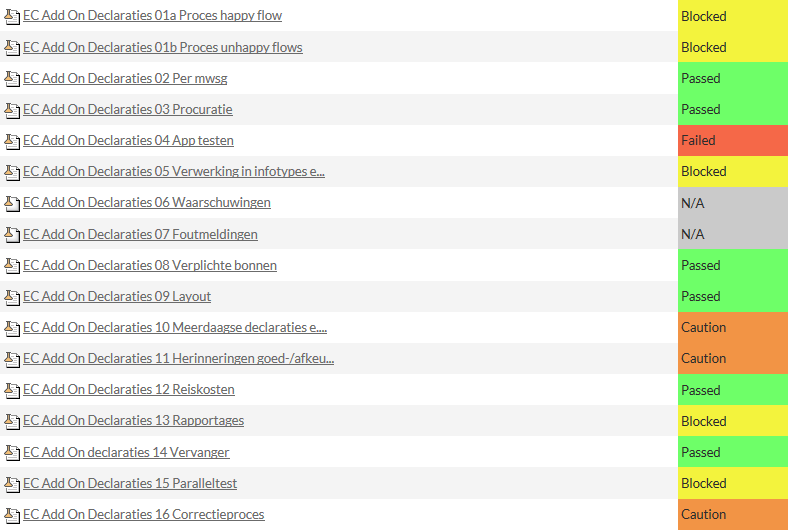 EC Add On Declaraties 01a Proces happy flow Blocked
EC Add On Declaraties 01b Proces unhappy flows Blocked
EC Add On Declaraties 02 Per mwsg Passed
EC Add On Declaraties 03 Procuratie Passed
EC Add On Declaraties 04 App testen Failed
EC Add On Declaraties 05 Verwerking in infotypes e... Blocked
EC Add On Declaraties 06 Waarschuwingen N/A
EC Add On Declaraties 07 Foutmeldingen N/A
EC Add On Declaraties 08 Verplichte bonnen Passed
EC Add On Declaraties 09 Layout Passed
EC Add On Declaraties 10 Meerdaagse declaraties e.... Caution
EC Add On Declaraties 11 Herinneringen goed-/afkeu... Caution
EC Add On Declaraties 12 Reiskosten Passed
EC Add On Declaraties 13 Rapportages Blocked
EC Add On declaraties 14 Vervanger Passed
EC Add On Declaraties 15 Paralleltest Blocked
EC Add On Declaraties 16 Correctieproces Caution